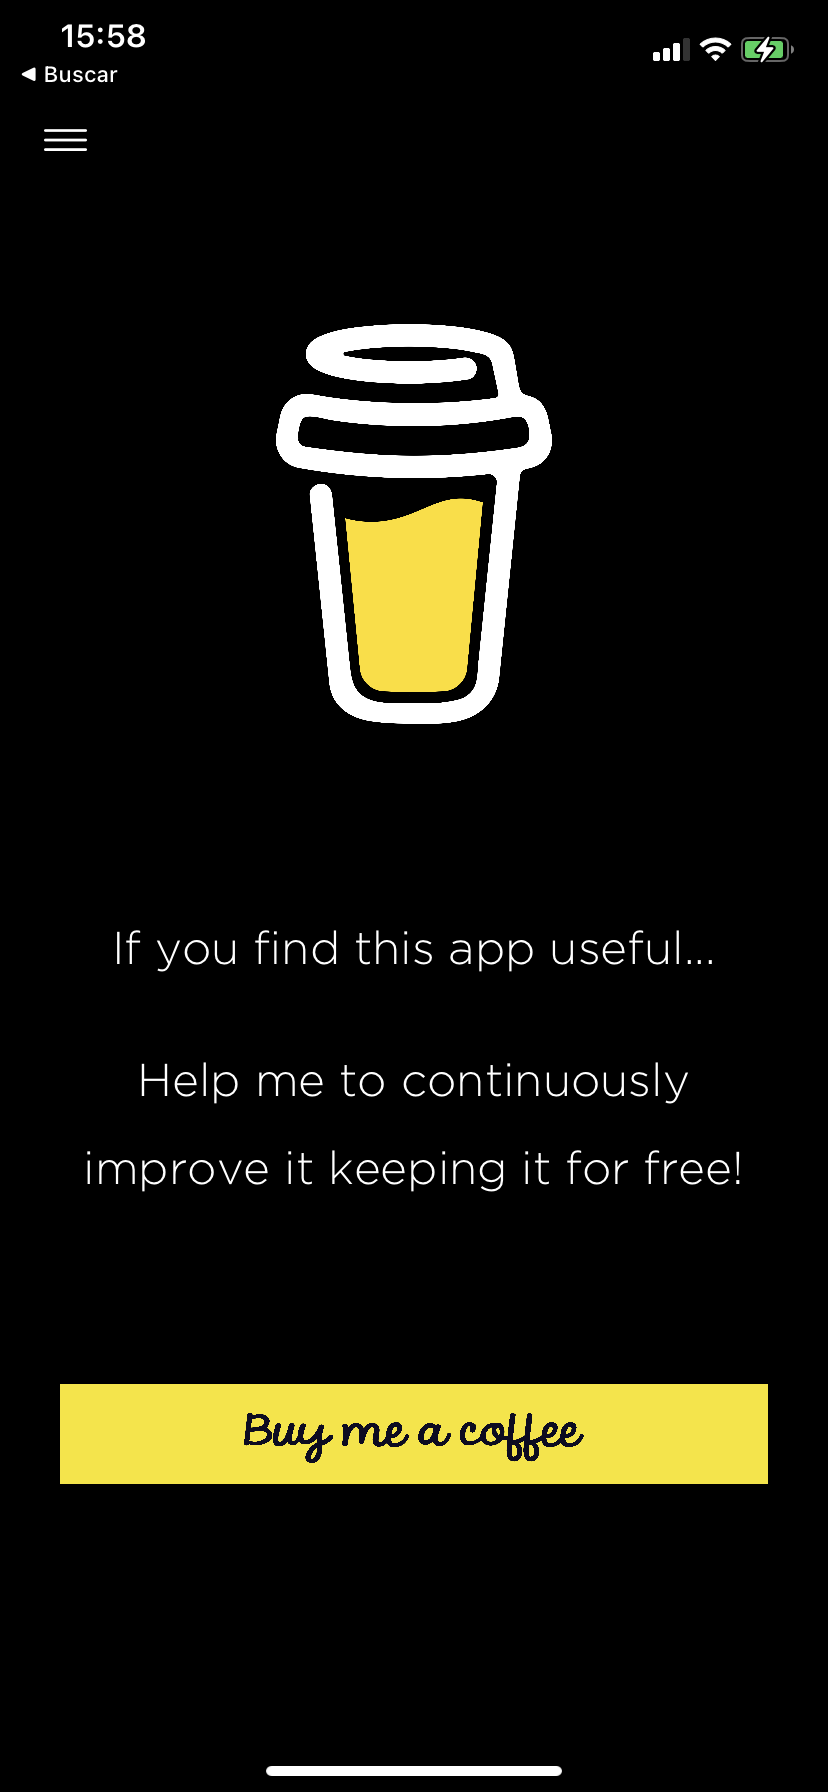 15:58
◀ Buscar
If you find this app useful...
Help me to continuously
improve it keeping it for free!
Buy me a coffee